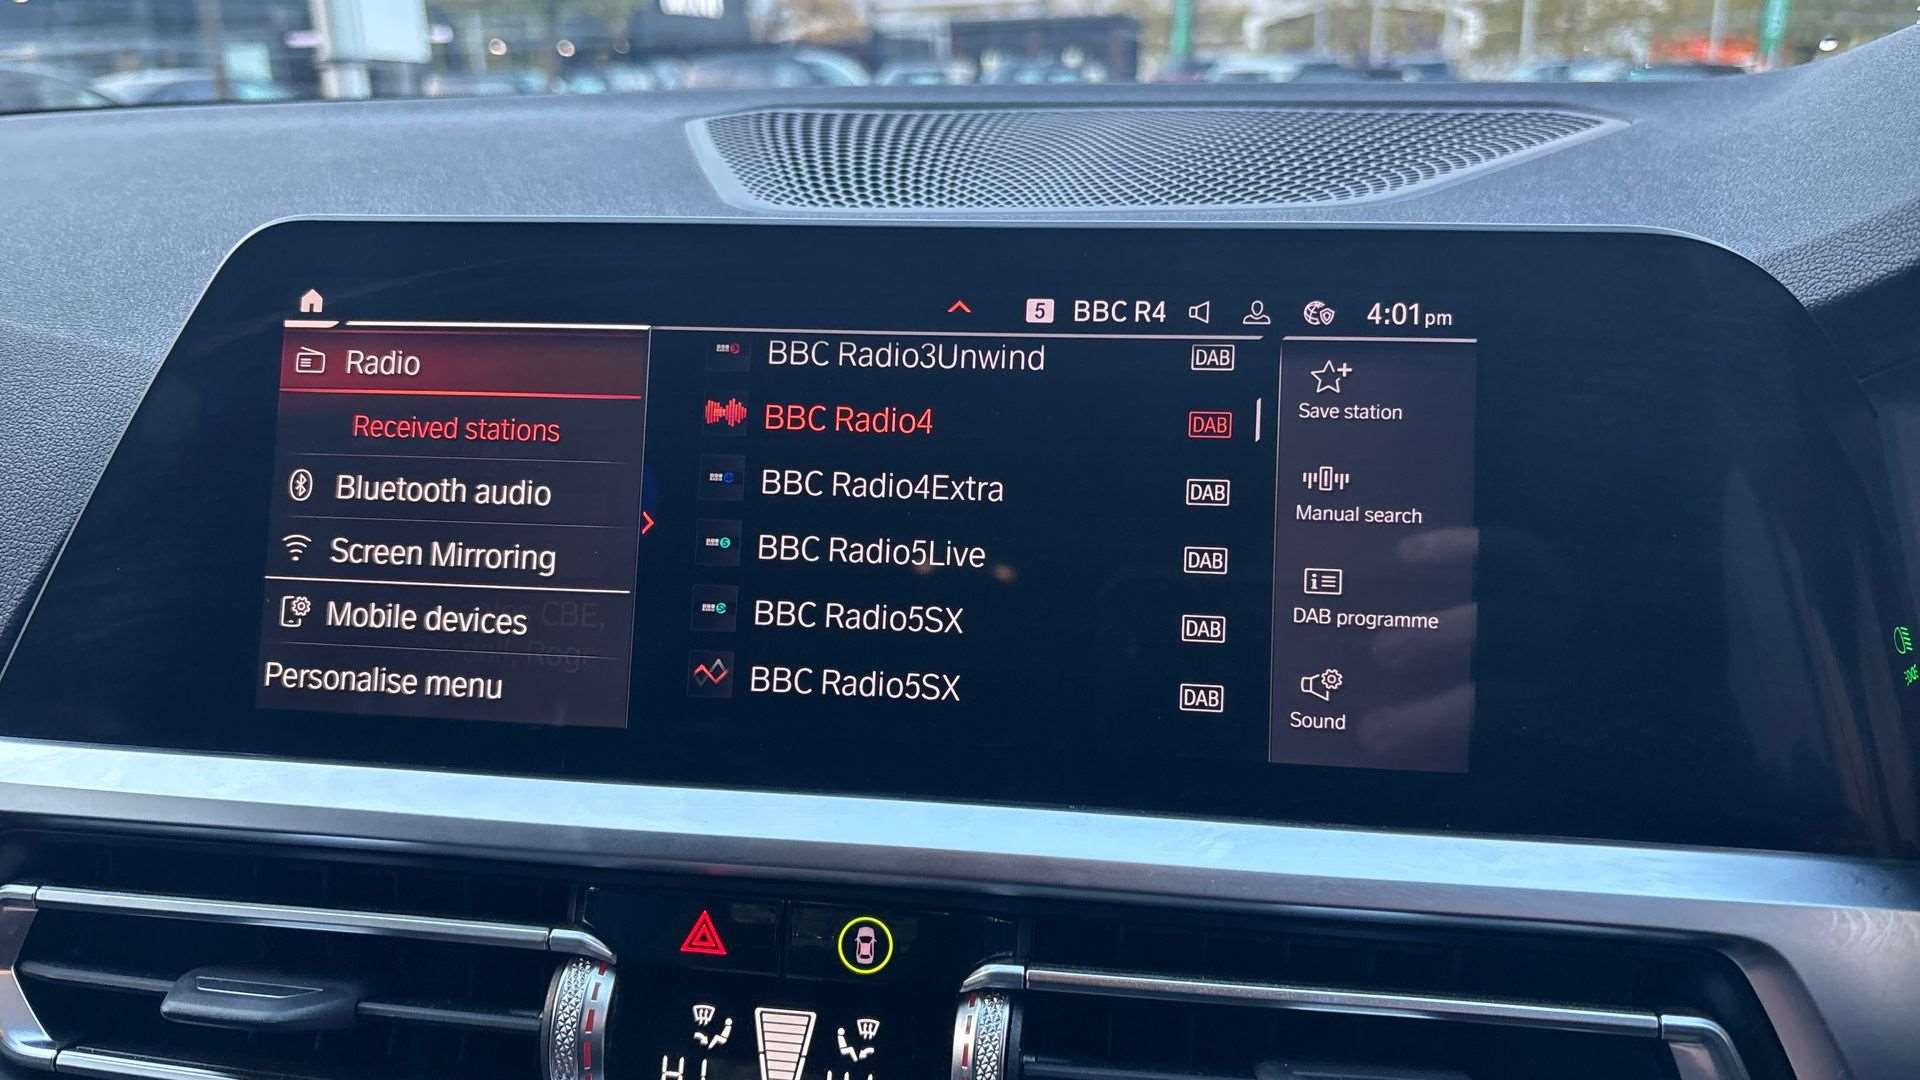 5 BBC R4 4:01pm
Radio
Received stations
Bluetooth audio
Screen Mirroring
Mobile devices
CBE,
Personalise menu
BBC Radio3Unwind DAB
BBC Radio4 DAB
BBC Radio4Extra DAB
BBC Radio5Live DAB
BBC Radio5SX DAB
BBC Radio5SX DAB
Save station
Manual search
DAB programme
Sound